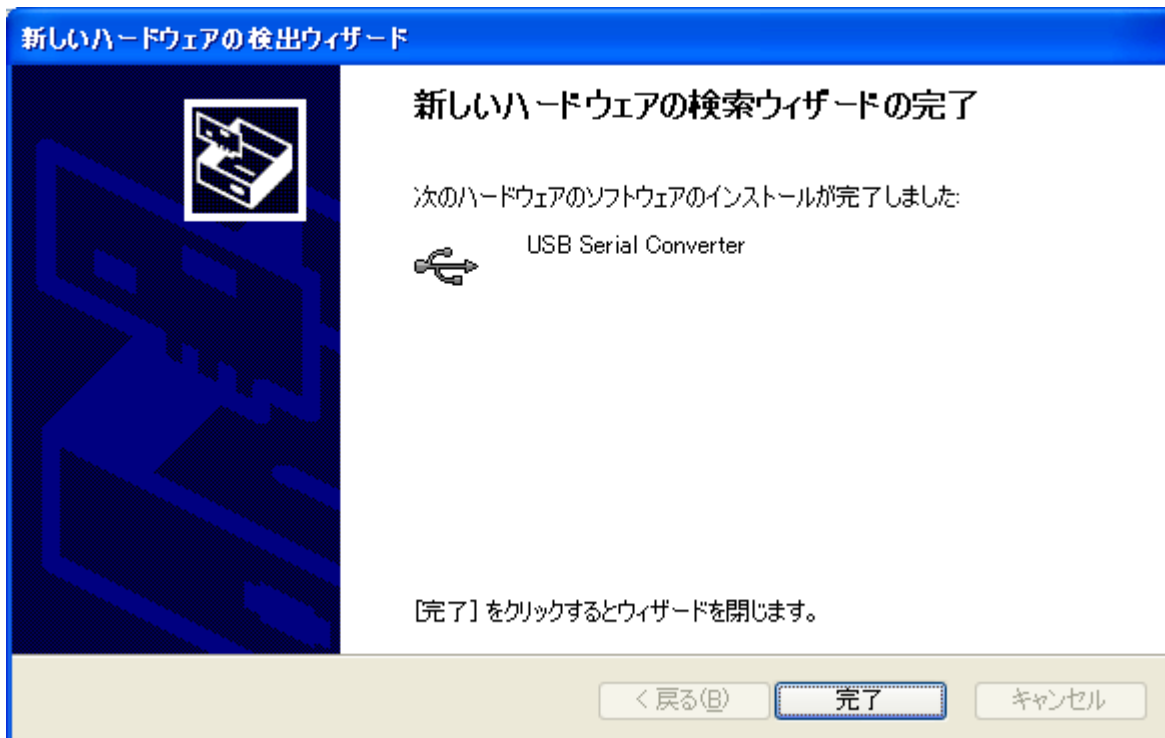 新しいハードウェアの検出ウィザード
新しいハードウェアの検索ウィザードの完了
次のハードウェアのソフトウェアのインストールが完了しました:
USB Serial Converter
[完了] をクリックするとウィザードを閉じます。
< 戻る(B)
完了
キャンセル